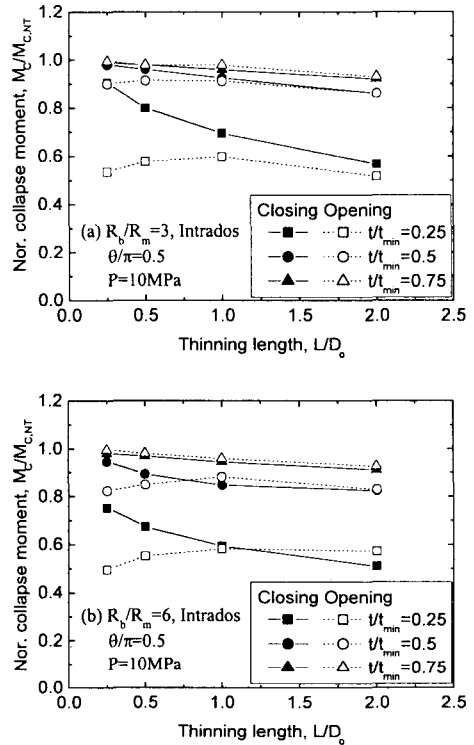 Nor. collapse moment, M_C/M_C,NT
1.2
1.0
0.8
0.6
0.4
0.2
0.0
(a) R_b/R_m=3, Intrados
θ/π=0.5
P=10MPa
Closing Opening
t/t_min=0.25
t/t_min=0.5
t/t_min=0.75
0.0 0.5 1.0 1.5 2.0 2.5
Thinning length, L/D_o
Nor. collapse moment, M_C/M_C,NT
1.2
1.0
0.8
0.6
0.4
0.2
0.0
(b) R_b/R_m=6, Intrados
θ/π=0.5
P=10MPa
Closing Opening
t/t_min=0.25
t/t_min=0.5
t/t_min=0.75
0.0 0.5 1.0 1.5 2.0 2.5
Thinning length, L/D_o